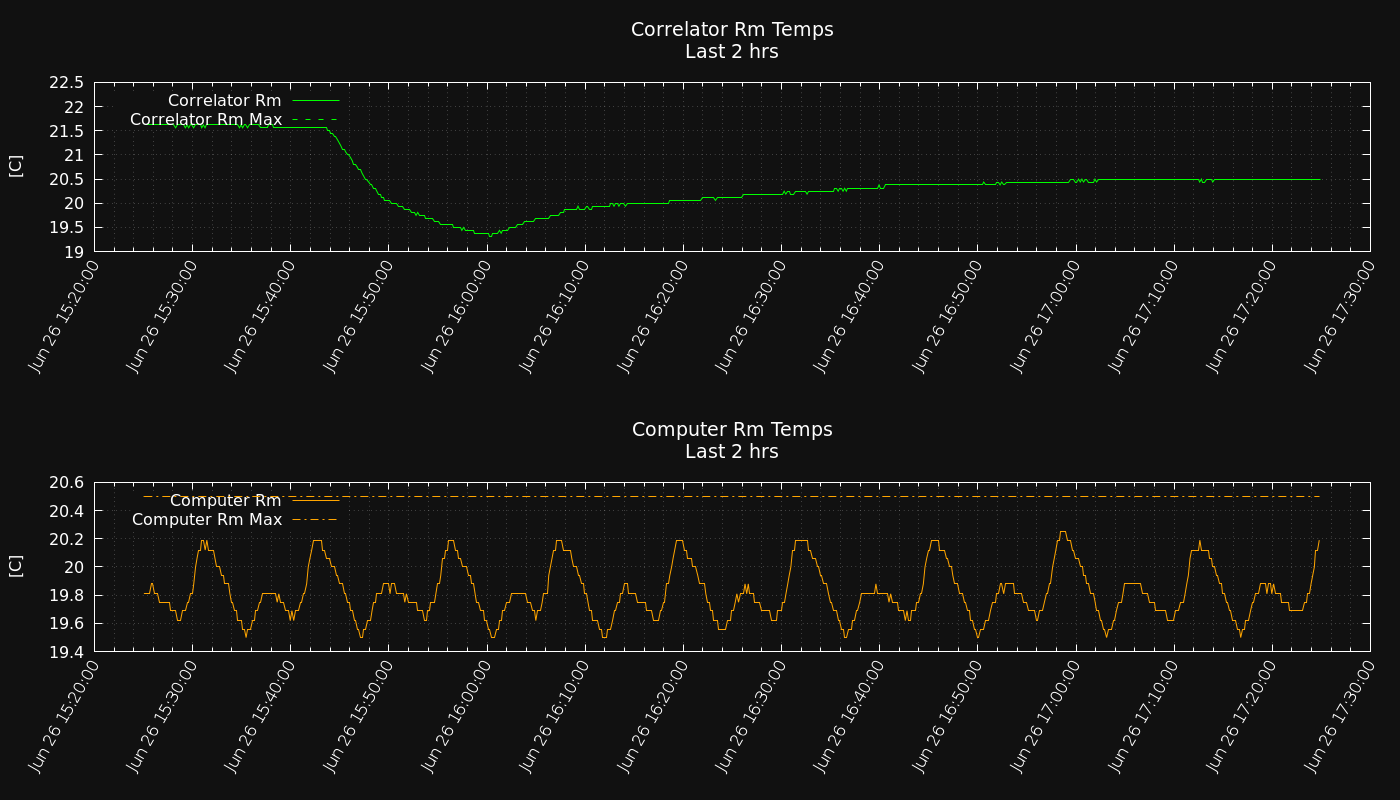 Correlator Rm Temps
Last 2 hrs
22.5
22
21.5
21
20.5
20
19.5
19
[C]
Correlator Rm
Correlator Rm Max
Jun 26 15:20:00
Jun 26 15:30:00
Jun 26 15:40:00
Jun 26 15:50:00
Jun 26 16:00:00
Jun 26 16:10:00
Jun 26 16:20:00
Jun 26 16:30:00
Jun 26 16:40:00
Jun 26 16:50:00
Jun 26 17:00:00
Jun 26 17:10:00
Jun 26 17:20:00
Jun 26 17:30:00
Computer Rm Temps
Last 2 hrs
20.6
20.4
20.2
20
19.8
19.6
19.4
[C]
Computer Rm
Computer Rm Max
Jun 26 15:20:00
Jun 26 15:30:00
Jun 26 15:40:00
Jun 26 15:50:00
Jun 26 16:00:00
Jun 26 16:10:00
Jun 26 16:20:00
Jun 26 16:30:00
Jun 26 16:40:00
Jun 26 16:50:00
Jun 26 17:00:00
Jun 26 17:10:00
Jun 26 17:20:00
Jun 26 17:30:00